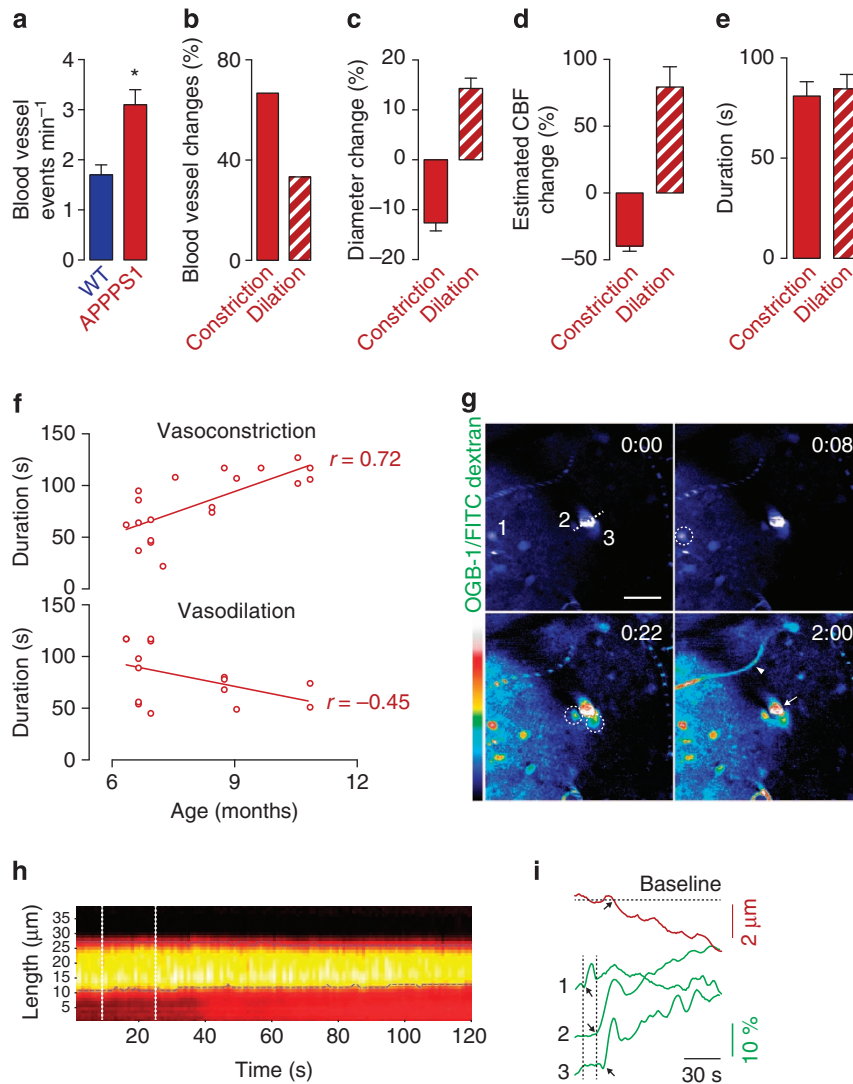 a
Blood vessel
events min⁻¹
4
3
2
1
0
*
WT
APPPS1
b
Blood vessel changes (%)
80
40
0
Constriction
Dilation
c
Diameter change (%)
20
10
0
−10
−20
Constriction
Dilation
d
Estimated CBF
change (%)
100
50
0
−50
Constriction
Dilation
e
Duration (s)
100
50
0
Constriction
Dilation
f
Vasoconstriction
Duration (s)
150
100
50
0
r = 0.72
Vasodilation
Duration (s)
150
100
50
0
r = −0.45
6 9 12
Age (months)
g
OGB-1/FITC dextran
0:00
1
2
3
0:08
0:22
2:00
h
Length (μm)
35
30
25
20
15
10
5
20 40 60 80 100 120
Time (s)
i
Baseline
2 μm
1
2
3
10 %
30 s